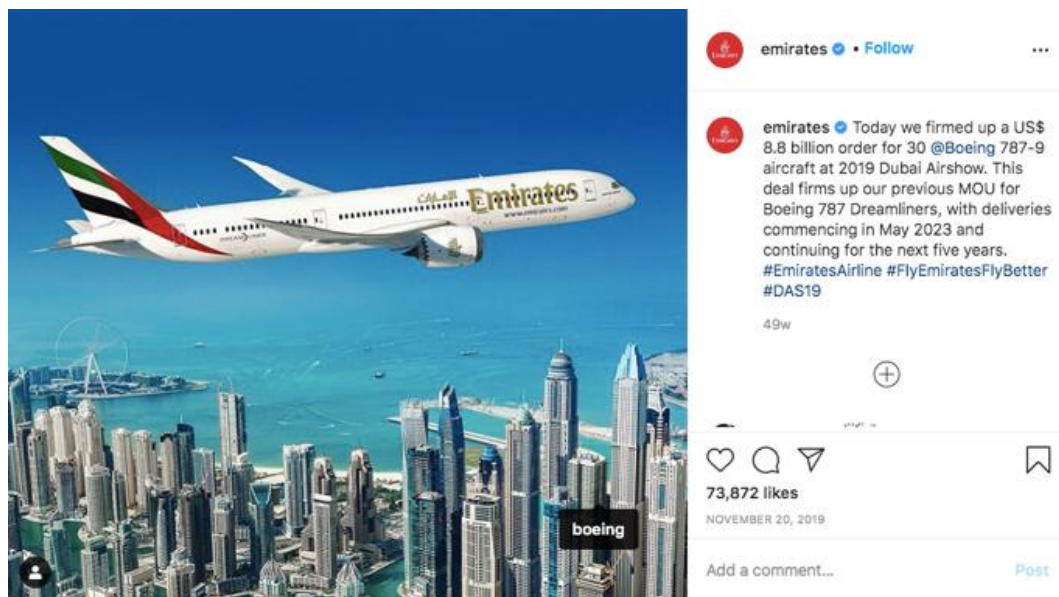 emirates • Follow
emirates Today we firmed up a US$
8.8 billion order for 30 @Boeing 787-9
aircraft at 2019 Dubai Airshow. This
deal firms up our previous MOU for
Boeing 787 Dreamliners, with deliveries
commencing in May 2023 and
continuing for the next five years.
#EmiratesAirline #FlyEmiratesFlyBetter
#DAS19
49w
الإمارات Emirates
www.emirates.com
DREAMLINER
boeing
73,872 likes
NOVEMBER 20, 2019
Add a comment...
Post